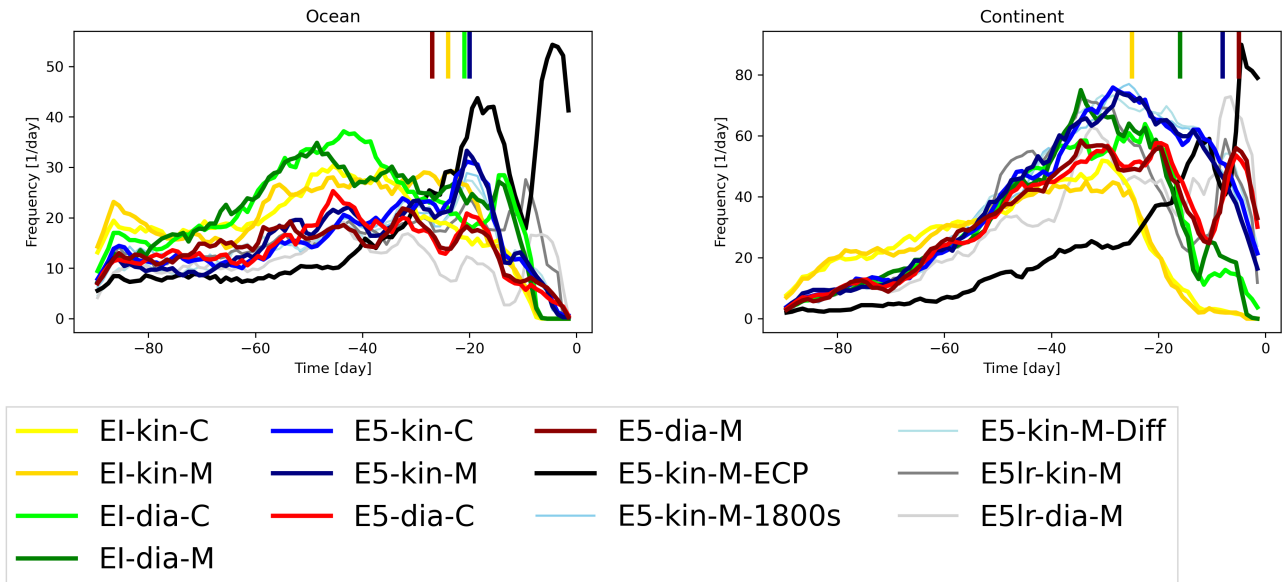 Ocean
Continent
50
40
30
20
10
0
Frequency [1/day]
−80
−60
−40
−20
0
Time [day]
80
60
40
20
0
Frequency [1/day]
−80
−60
−40
−20
0
Time [day]
EI-kin-C
E5-kin-C
E5-dia-M
E5-kin-M-Diff
EI-kin-M
E5-kin-M
E5-kin-M-ECP
E5lr-kin-M
EI-dia-C
E5-dia-C
E5-kin-M-1800s
E5lr-dia-M
EI-dia-M